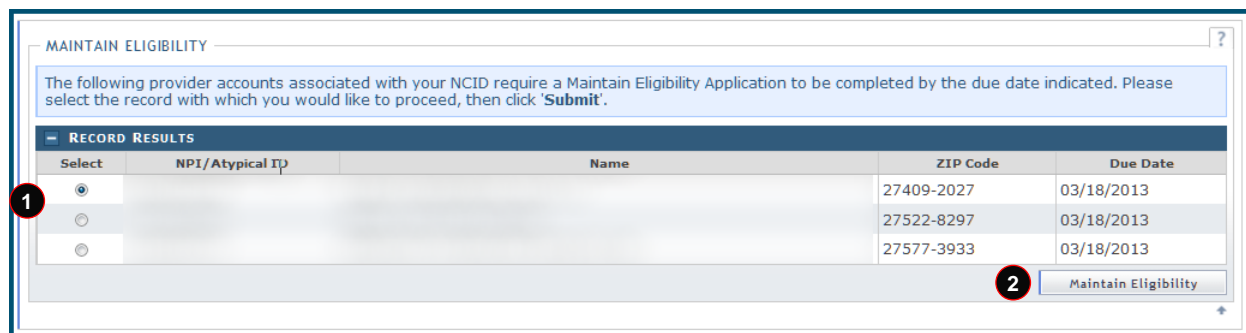 MAINTAIN ELIGIBILITY
?
The following provider accounts associated with your NCID require a Maintain Eligibility Application to be completed by the due date indicated. Please
select the record with which you would like to proceed, then click 'Submit'.
RECORD RESULTS
Select NPI/Atypical ID Name ZIP Code Due Date
27409-2027 03/18/2013
1
27522-8297 03/18/2013
27577-3933 03/18/2013
2 Maintain Eligibility